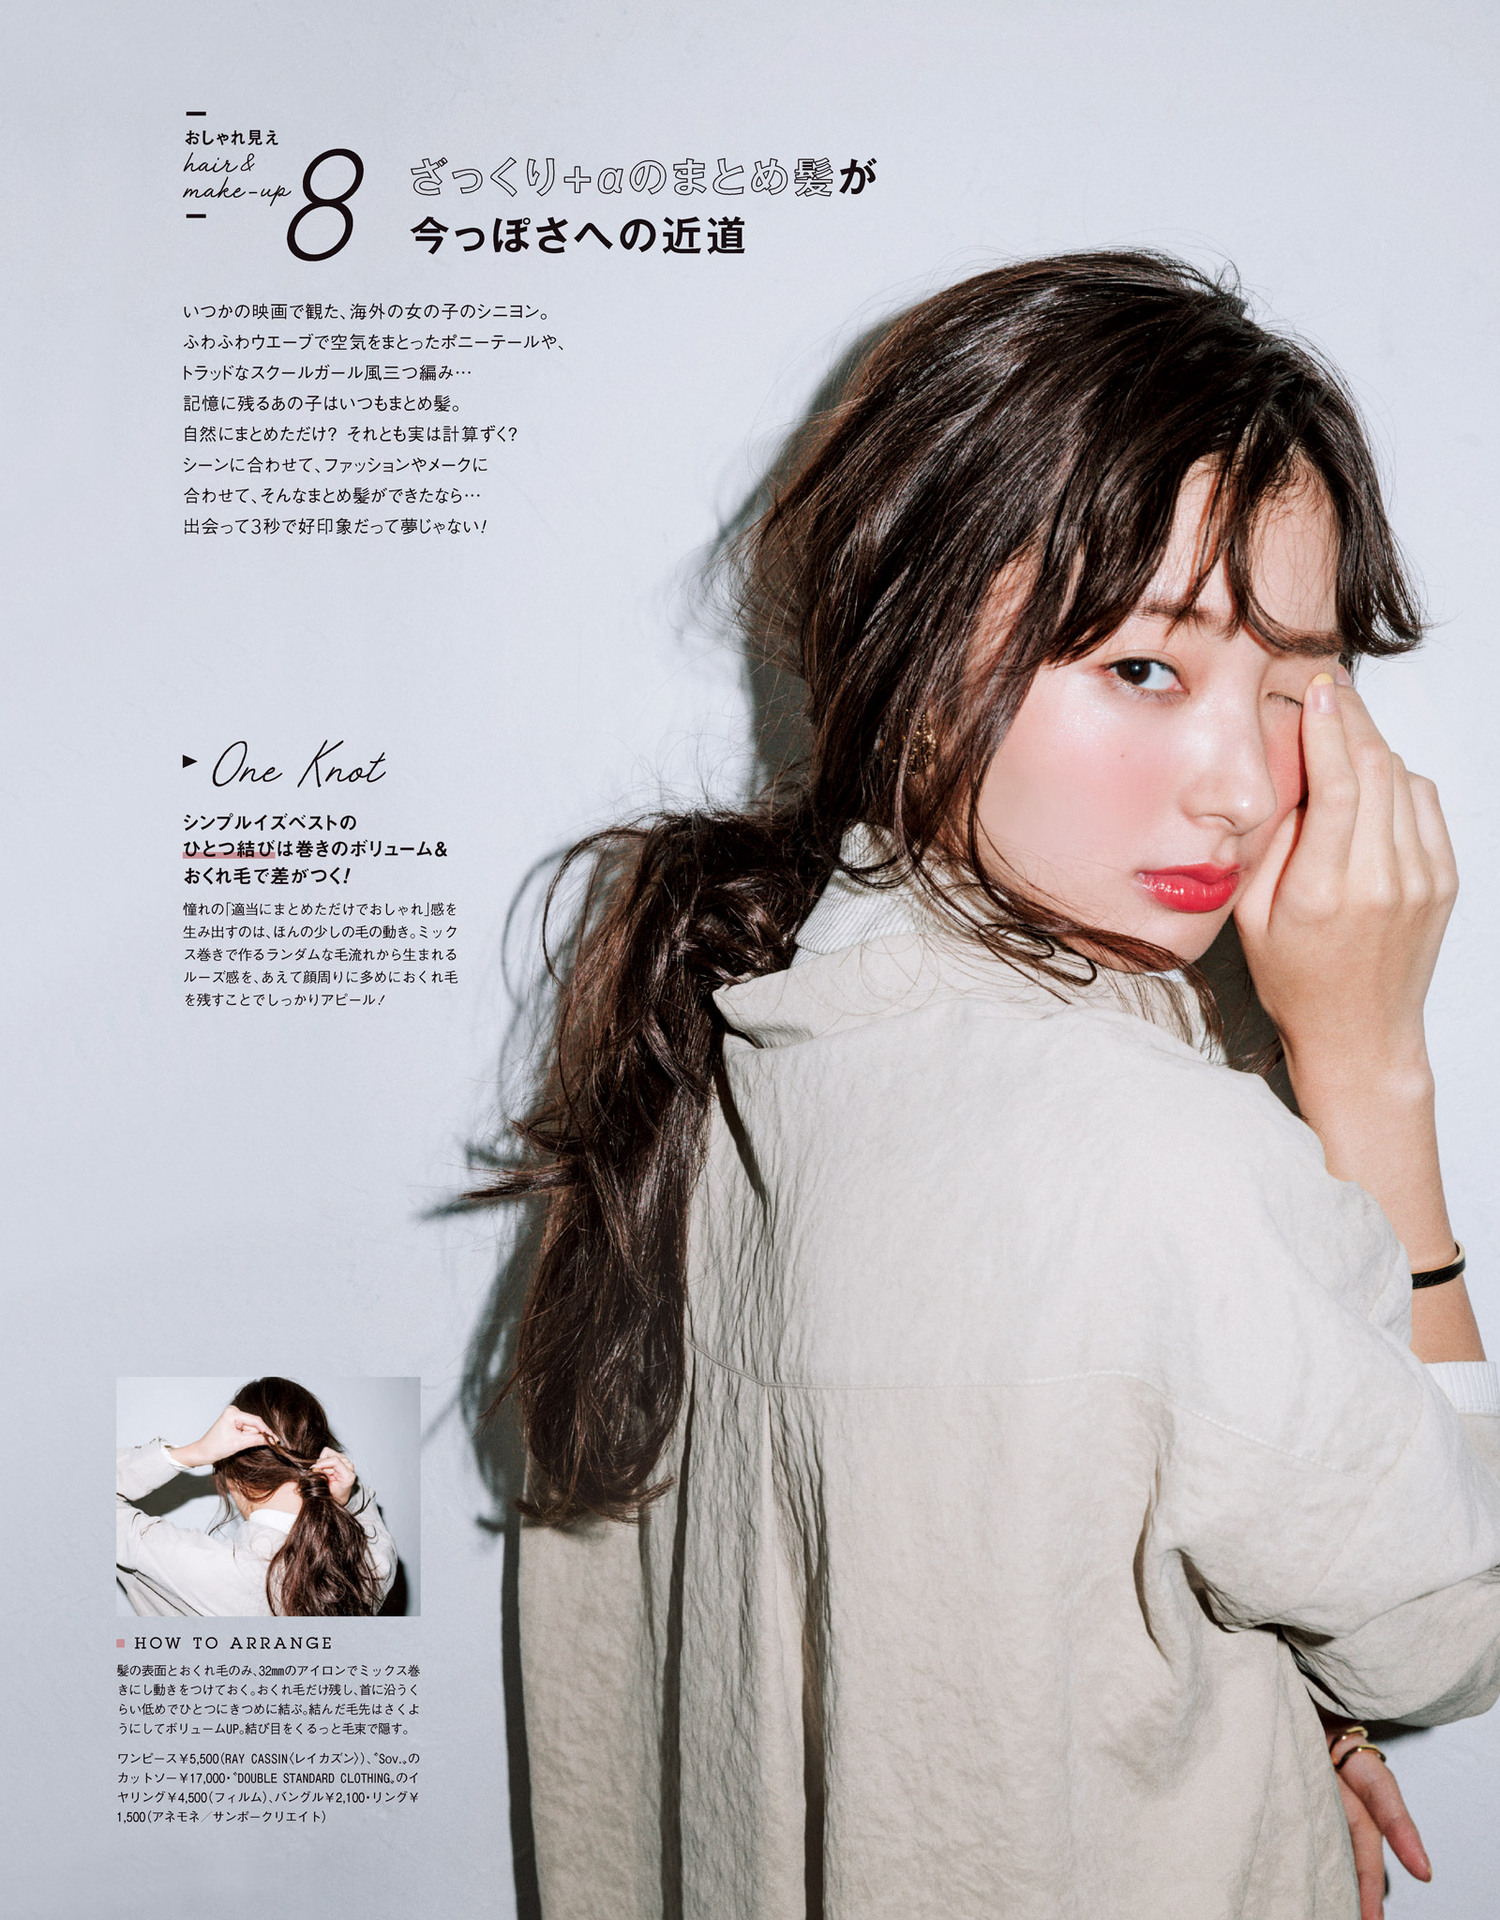 おしゃれ見え
hair &
make-up
8
ざっくり+αのまとめ髪が
今っぽさへの近道
いつかの映画で観た、海外の女の子のシニヨン。
ふわふわウエーブで空気をまとったポニーテールや、
トラッドなスクールガール風三つ編み…
記憶に残るあの子はいつもまとめ髪。
自然にまとめただけ? それとも実は計算ずく?
シーンに合わせて、ファッションやメークに
合わせて、そんなまとめ髪ができたなら…
出会って3秒で好印象だって夢じゃない!
▶ One Knot
シンプルイズベストの
ひとつ結びは巻きのボリューム&
おくれ毛で差がつく!
憧れの「適当にまとめただけでおしゃれ」感を
生み出すのは、ほんの少しの毛の動き。ミック
ス巻きで作るランダムな毛流れから生まれる
ルーズ感を、あえて顔周りに多めにおくれ毛
を残すことでしっかりアピール!
■ HOW TO ARRANGE
髪の表面とおくれ毛のみ、32㎜のアイロンでミックス巻
きにし動きをつけておく。おくれ毛だけ残し、首に沿うく
らい低めでひとつにきつめに結ぶ。結んだ毛先はさくよ
うにしてボリュームUP。結び目をくるっと毛束で隠す。
ワンピース¥5,500(RAY CASSIN〈レイカズン〉)、〝Sov.〟の
カットソー¥17,000・〝DOUBLE STANDARD CLOTHING〟のイ
ヤリング¥4,500(フィルム)、バングル¥2,100・リング¥
1,500(アネモネ/サンポークリエイト)